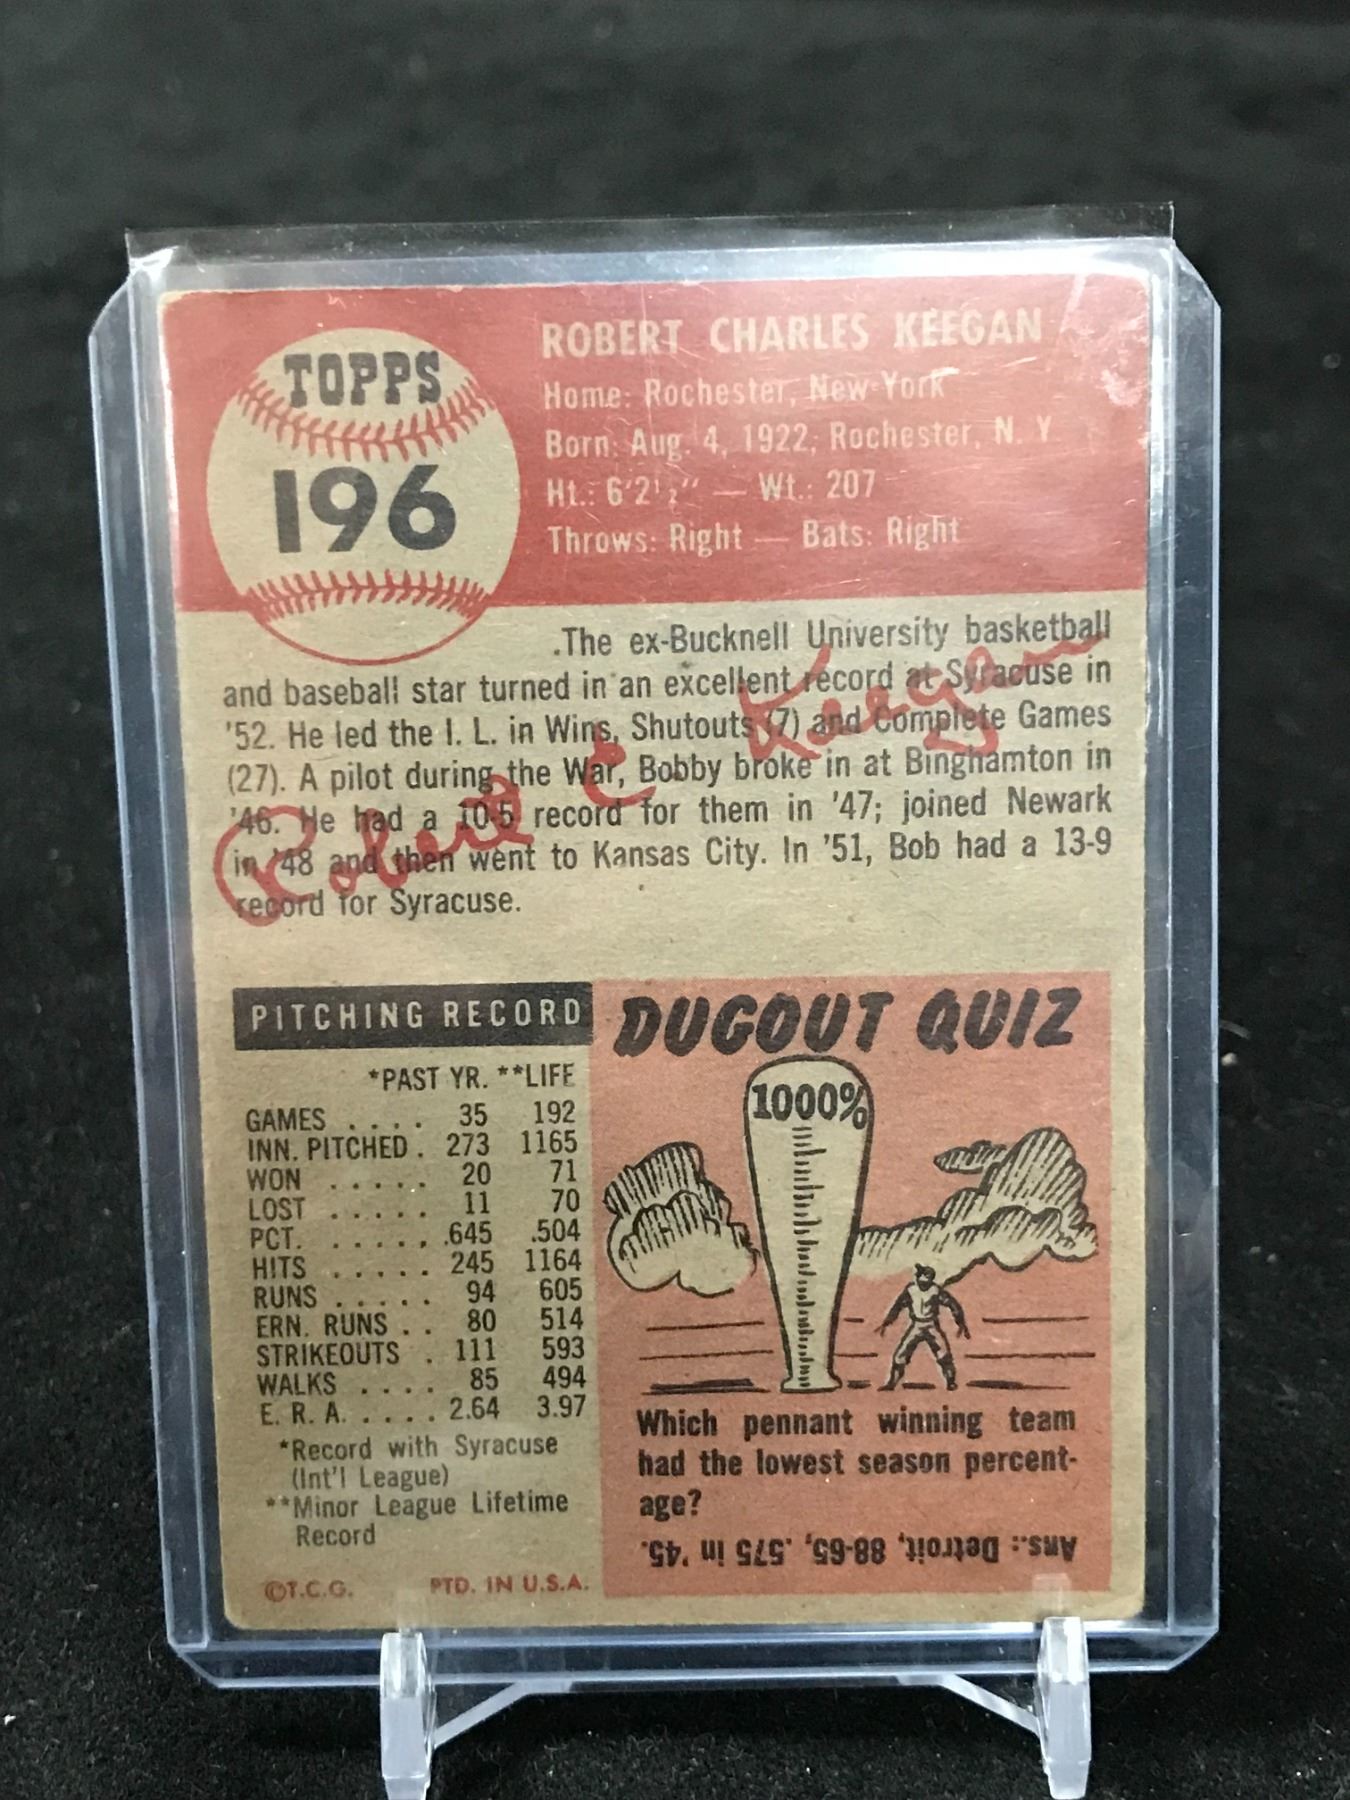 TOPPS
196
ROBERT CHARLES KEEGAN
Home: Rochester, New York
Born: Aug. 4, 1922, Rochester, N. Y.
Ht.: 6'2½" — Wt.: 207
Throws: Right — Bats: Right
.The ex-Bucknell University basketball
and baseball star turned in an excellent record at Syracuse in
'52. He led the I. L. in Wins, Shutouts (7) and Complete Games
(27). A pilot during the War, Bobby broke in at Binghamton in
'46. He had a 10-5 record for them in '47; joined Newark
in '48 and then went to Kansas City. In '51, Bob had a 13-9
record for Syracuse.
Robert C. Keegan
PITCHING RECORD
*PAST YR. **LIFE
GAMES . . . . 35 192
INN. PITCHED . 273 1165
WON . . . . . 20 71
LOST . . . . . 11 70
PCT. . . . . . .645 .504
HITS . . . . . 245 1164
RUNS . . . . . 94 605
ERN. RUNS . . 80 514
STRIKEOUTS . 111 593
WALKS . . . . 85 494
E. R. A. . . . . 2.64 3.97
*Record with Syracuse
(Int'l League)
**Minor League Lifetime
Record
©T.C.G. PTD. IN U.S.A.
DUGOUT QUIZ
1000%
Which pennant winning team
had the lowest season percent-
age?
Ans.: Detroit, 88-65, .575 in '45.